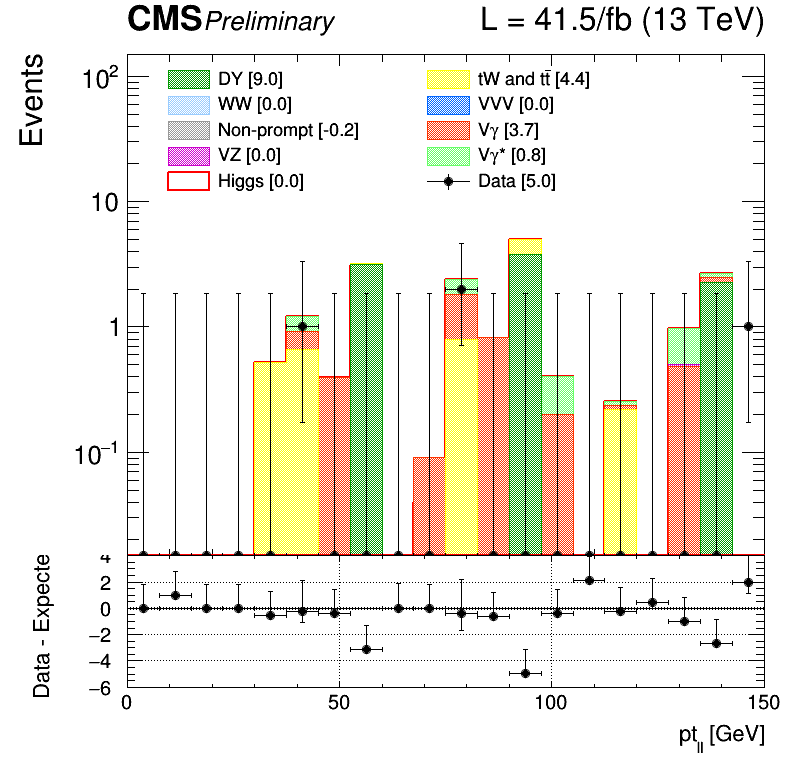 CMS Preliminary L = 41.5/fb (13 TeV)
Events
10²
10
1
10⁻¹
DY [9.0]
WW [0.0]
Non-prompt [-0.2]
VZ [0.0]
Higgs [0.0]
tW and tt̄ [4.4]
VVV [0.0]
Vγ [3.7]
Vγ* [0.8]
Data [5.0]
Data - Expecte
4
2
0
−2
−4
−6
0 50 100 150
pt_ll [GeV]